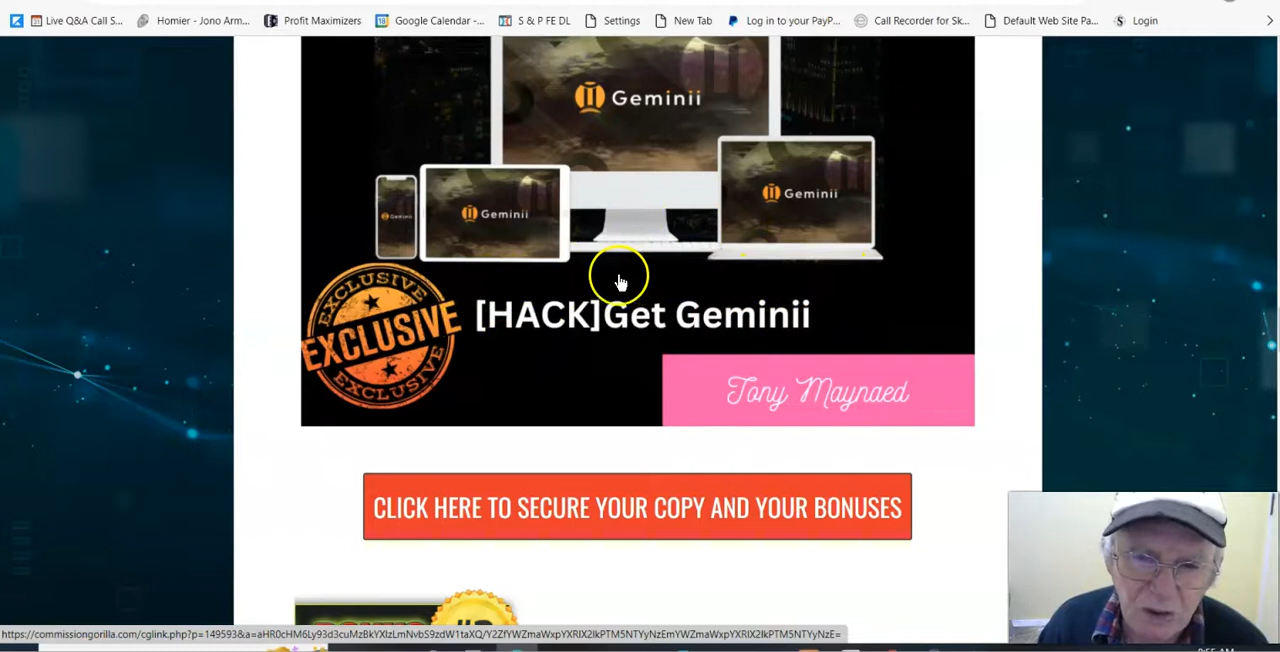 Live Q&A Call S...
Homier - Jono Arm...
Profit Maximizers
Google Calendar -...
S & P FE DL
Settings
New Tab
Log in to your PayP...
Call Recorder for Sk...
Default Web Site Pa...
Login
Geminii
Geminii
Geminii
Geminii
EXCLUSIVE
EXCLUSIVE
EXCLUSIVE
[HACK]Get Geminii
Tony Maynaed
CLICK HERE TO SECURE YOUR COPY AND YOUR BONUSES